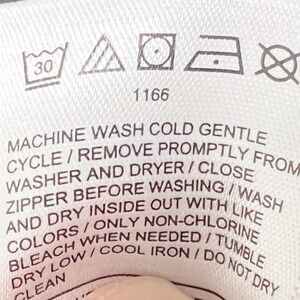 30
1166
MACHINE WASH COLD GENTLE
CYCLE / REMOVE PROMPTLY FROM
WASHER AND DRYER / CLOSE
ZIPPER BEFORE WASHING / WASH
AND DRY INSIDE OUT WITH LIKE
COLORS / ONLY NON-CHLORINE
BLEACH WHEN NEEDED / TUMBLE
DRY LOW / COOL IRON / DO NOT DRY
CLEAN